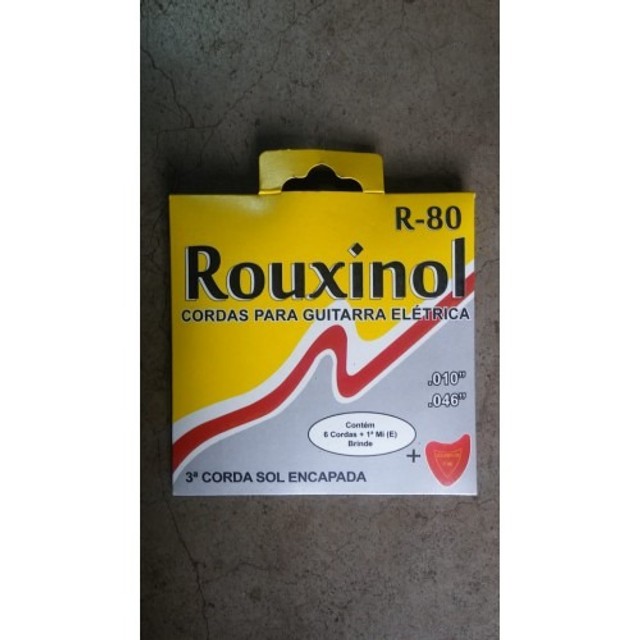 R-80
Rouxinol
CORDAS PARA GUITARRA ELÉTRICA
.010"
.046"
Contém
6 Cordas + 1ª Mi (E)
Brinde
+
3ª CORDA SOL ENCAPADA